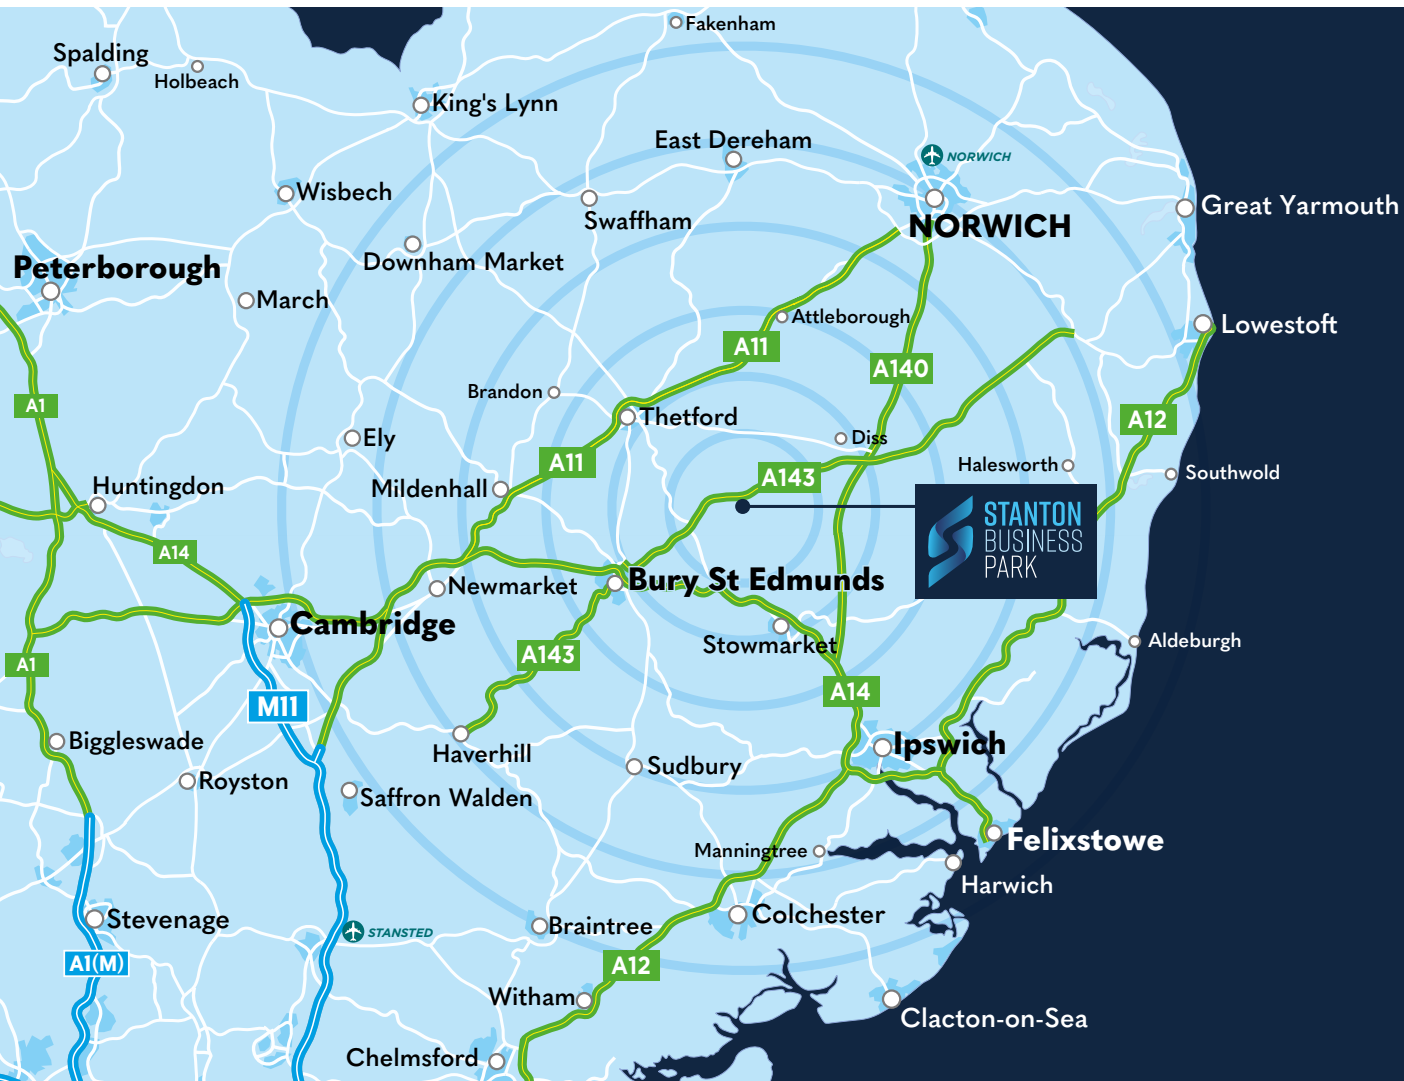 Fakenham
Spalding
Holbeach
King's Lynn
East Dereham
NORWICH
Wisbech
Swaffham
Great Yarmouth
NORWICH
Downham Market
Peterborough
March
Attleborough
Lowestoft
A11
A140
Brandon
A1
Thetford
A12
Ely
Diss
A11
Halesworth
Southwold
A143
Huntingdon
Mildenhall
STANTON
BUSINESS
PARK
A14
Newmarket
Bury St Edmunds
Cambridge
Stowmarket
Aldeburgh
A143
A1
A14
M11
Biggleswade
Haverhill
Ipswich
Royston
Sudbury
Saffron Walden
Felixstowe
Manningtree
Harwich
Stevenage
Colchester
Braintree
STANSTED
A1(M)
A12
Witham
Clacton-on-Sea
Chelmsford